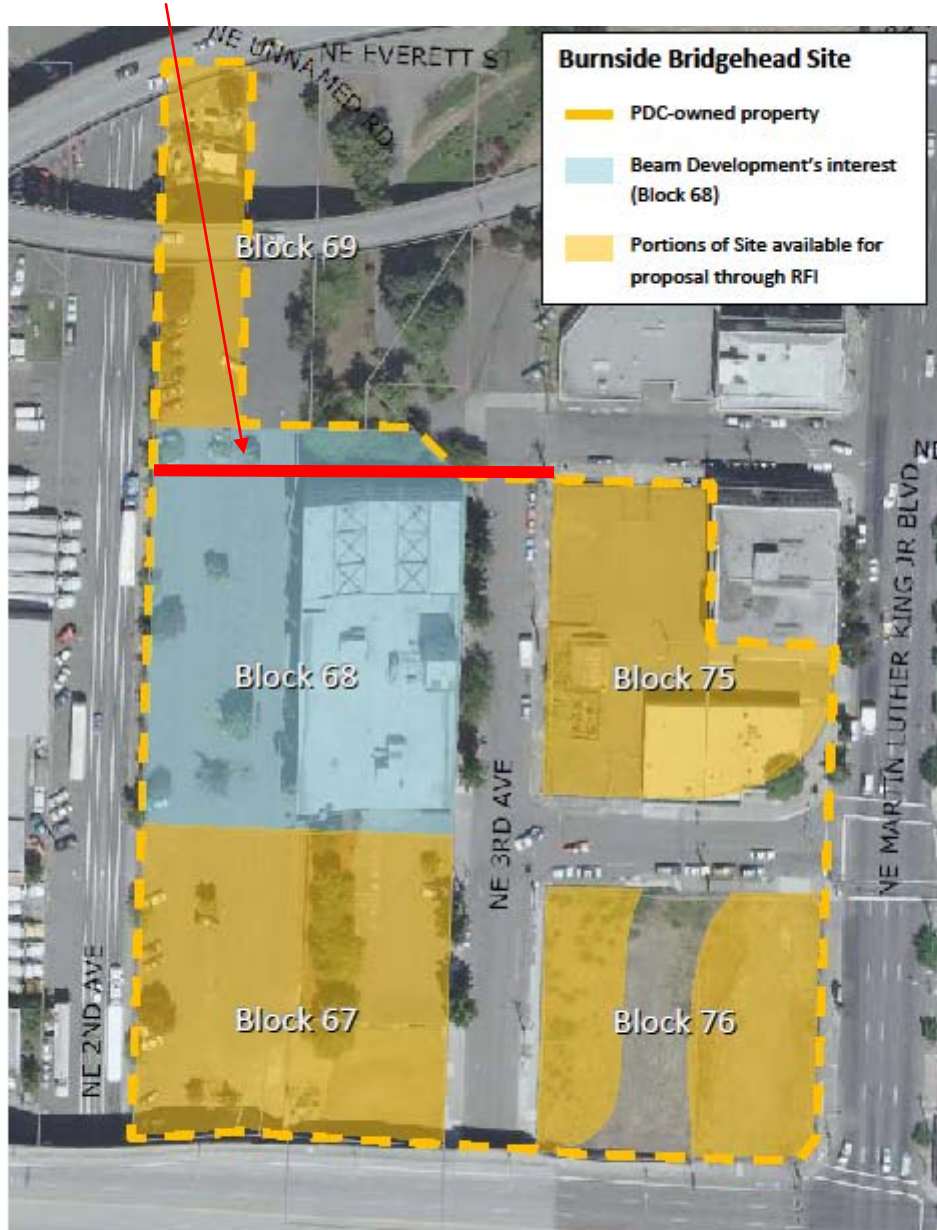 NE UNNAMED RD
NE EVERETT ST
Burnside Bridgehead Site
PDC-owned property
Beam Development's interest
(Block 68)
Portions of Site available for
proposal through RFI
Block 69
NE
Block 68
Block 75
NE 3RD AVE
NE MARTIN LUTHER KING JR BLVD
NE 2ND AVE
Block 67
Block 76